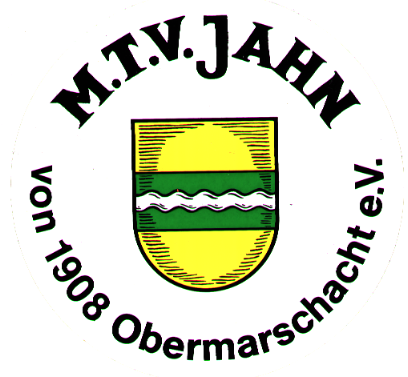 M.T.V. JAHN
von 1908 Obermarschacht e.V.